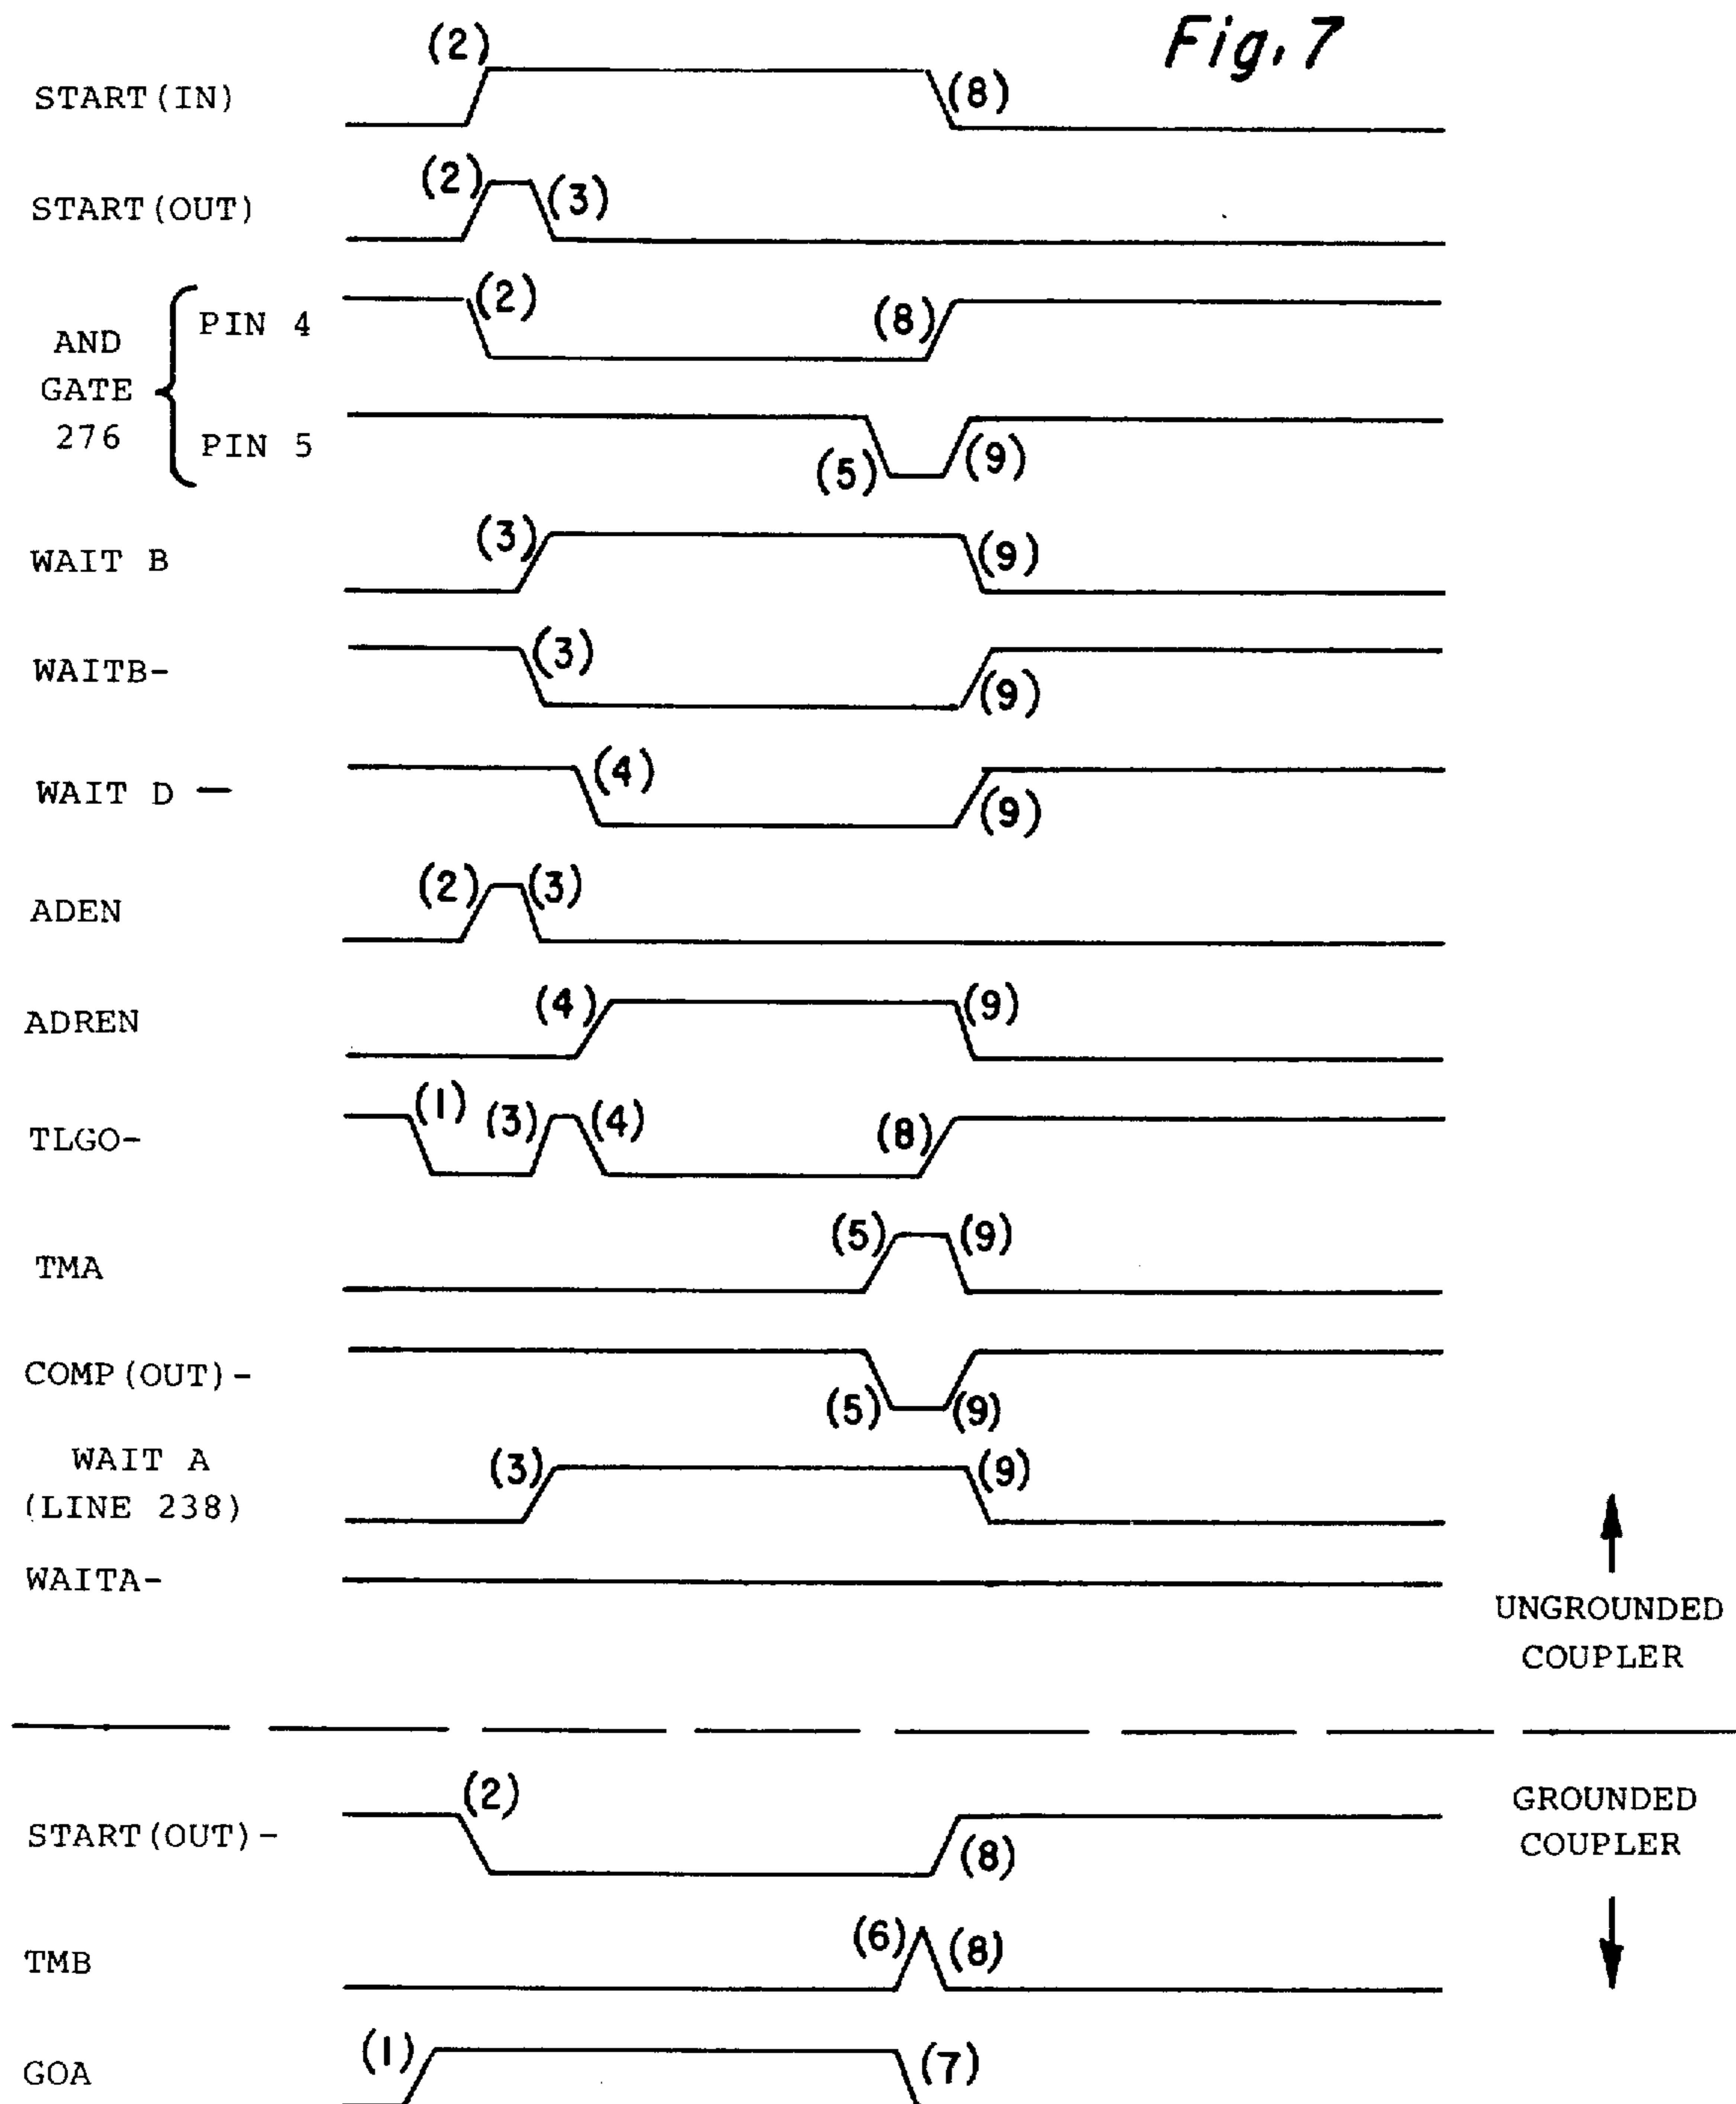 Fig. 7
START(IN) (2) (8)
START(OUT) (2) (3)
AND
GATE
276
PIN 4 (2) (8)
PIN 5 (5) (9)
WAIT B (3) (9)
WAITB- (3) (9)
WAIT D — (4) (9)
ADEN (2) (3)
ADREN (4) (9)
TLGO- (1) (3) (4) (8)
TMA (5) (9)
COMP(OUT)- (5) (9)
WAIT A
(LINE 238) (3) (9)
WAITA-
UNGROUNDED
COUPLER
GROUNDED
COUPLER
START(OUT)- (2) (8)
TMB (6) (8)
GOA (1) (7)